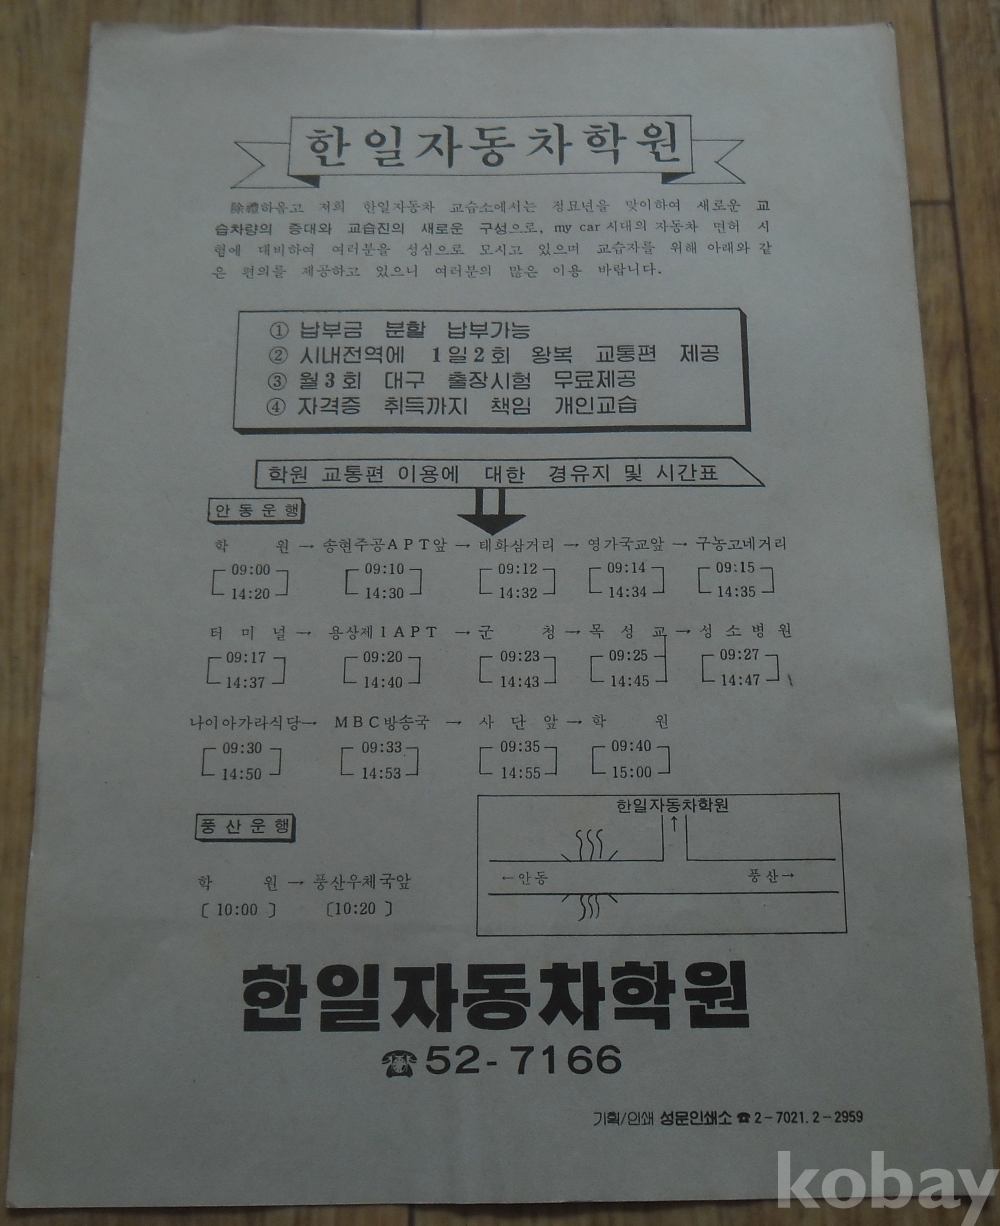 한일자동차학원
除禮하옵고 저희 한일자동차 교습소에서는 정묘년을 맞이하여 새로운 교
습차량의 증대와 교습진의 새로운 구성으로, my car 시대의 자동차 면허 시
험에 대비하여 여러분을 성심으로 모시고 있으며 교습자를 위해 아래와 같
은 편의를 제공하고 있으니 여러분의 많은 이용 바랍니다.
① 납부금 분할 납부가능
② 시내전역에 1일2회 왕복 교통편 제공
③ 월3회 대구 출장시험 무료제공
④ 자격증 취득까지 책임 개인교습
학원 교통편 이용에 대한 경유지 및 시간표
안동운행
학 원 → 송현주공APT앞 → 태화삼거리 → 영가국교앞 → 구농고네거리
09:00 09:10 09:12 09:14 09:15
14:20 14:30 14:32 14:34 14:35
터미널 → 용상제1APT → 군 청 → 목성교 → 성소병원
09:17 09:20 09:23 09:25 09:27
14:37 14:40 14:43 14:45 14:47
나이아가라식당 → MBC방송국 → 사단앞 → 학 원
09:30 09:33 09:35 09:40
14:50 14:53 14:55 15:00
풍산운행
학 원 → 풍산우체국앞
〔 10:00 〕 〔10:20 〕
한일자동차학원
↑
←안동 풍산→
한일자동차학원
☎52-7166
기획/인쇄 성문인쇄소 ☎ 2-7021. 2-2959
kobay